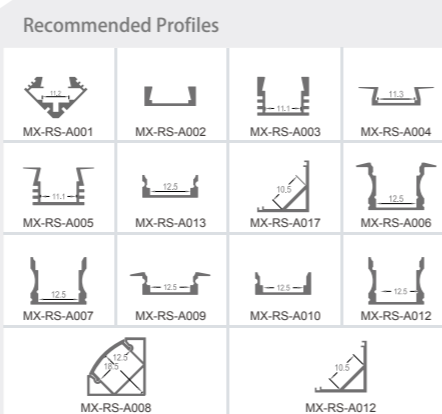 Recommended Profiles
11.2
11.1
11.3
MX-RS-A001 MX-RS-A002 MX-RS-A003 MX-RS-A004
11.1
12.5
10.5
12.5
MX-RS-A005 MX-RS-A013 MX-RS-A017 MX-RS-A006
12.5
12.5
12.5
12.5
MX-RS-A007 MX-RS-A009 MX-RS-A010 MX-RS-A012
12.5
10.5
MX-RS-A008 MX-RS-A012